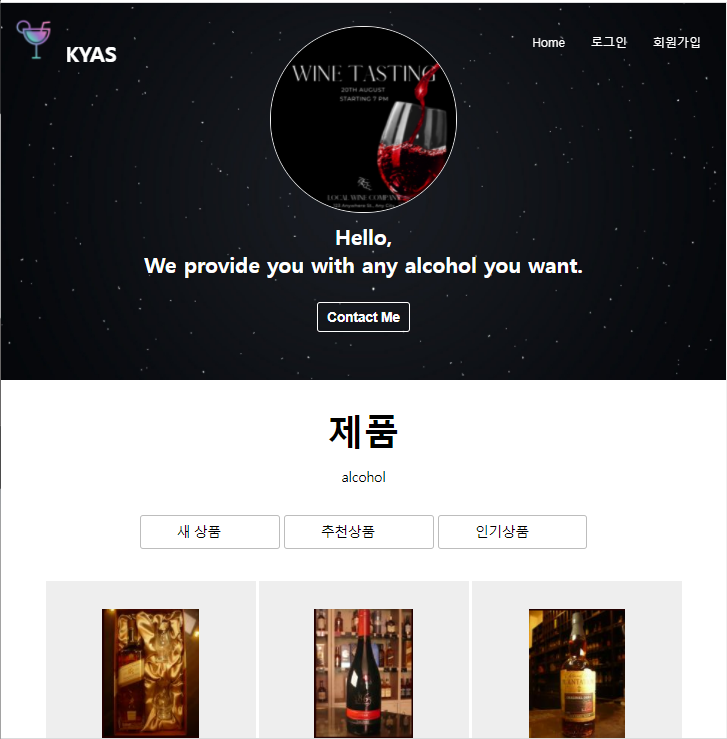 KYAS
Home
로그인
회원가입
WINE TASTING
20TH AUGUST
STARTING 7 PM
LOCAL WINE COMPANY
Hello,
We provide you with any alcohol you want.
Contact Me
제품
alcohol
새 상품
추천상품
인기상품